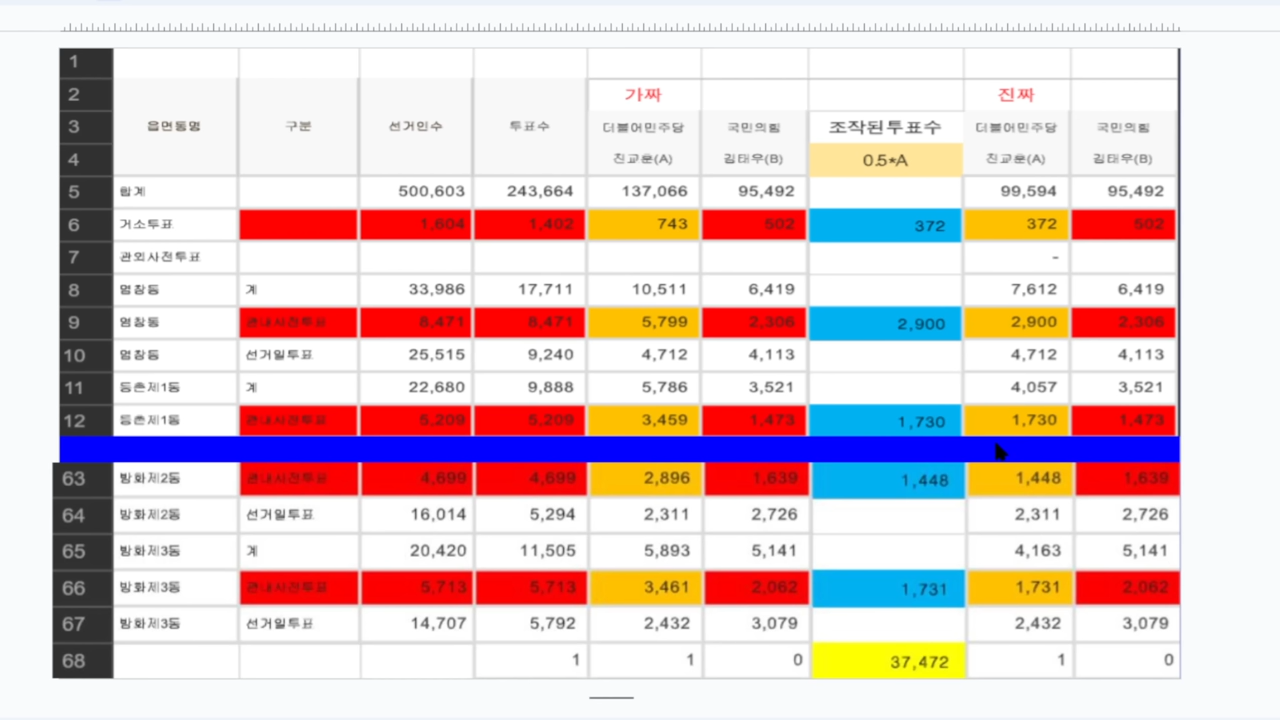 1
2 가짜 진짜
3 읍면동명 구분 선거인수 투표수 더불어민주당 국민의힘 조작된투표수 더불어민주당 국민의힘
4 진교훈(A) 김태우(B) 0.5*A 진교훈(A) 김태우(B)
5 합계 500,603 243,664 137,066 95,492 99,594 95,492
6 거소투표 1,604 1,402 743 502 372 372 502
7 관외사전투표 -
8 염창동 계 33,986 17,711 10,511 6,419 7,612 6,419
9 염창동 관내사전투표 8,471 8,471 5,799 2,306 2,900 2,900 2,306
10 염창동 선거일투표 25,515 9,240 4,712 4,113 4,712 4,113
11 등촌제1동 계 22,680 9,888 5,786 3,521 4,057 3,521
12 등촌제1동 관내사전투표 5,209 5,209 3,459 1,473 1,730 1,730 1,473
63 방화제2동 관내사전투표 4,699 4,699 2,896 1,639 1,448 1,448 1,639
64 방화제2동 선거일투표 16,014 5,294 2,311 2,726 2,311 2,726
65 방화제3동 계 20,420 11,505 5,893 5,141 4,163 5,141
66 방화제3동 관내사전투표 5,713 5,713 3,461 2,062 1,731 1,731 2,062
67 방화제3동 선거일투표 14,707 5,792 2,432 3,079 2,432 3,079
68 1 1 0 37,472 1 0